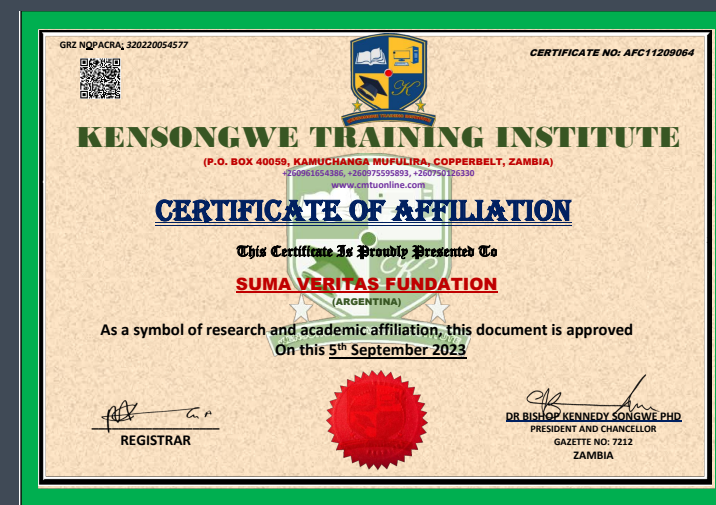 GRZ NOPACRA: 320220054577
CERTIFICATE NO: AFC11209064
KENSONGWE TRAINING INSTITUTE
(P.O. BOX 40059, KAMUCHANGA MUFULIRA, COPPERBELT, ZAMBIA)
+260961654386, +260975595893, +260750126330
www.cmtuonline.com
CERTIFICATE OF AFFILIATION
This Certificate Is Proudly Presented To
SUMA VERITAS FUNDATION
(ARGENTINA)
As a symbol of research and academic affiliation, this document is approved
On this 5th September 2023
REGISTRAR
DR BISHOP KENNEDY SONGWE PHD
PRESIDENT AND CHANCELLOR
GAZETTE NO: 7212
ZAMBIA